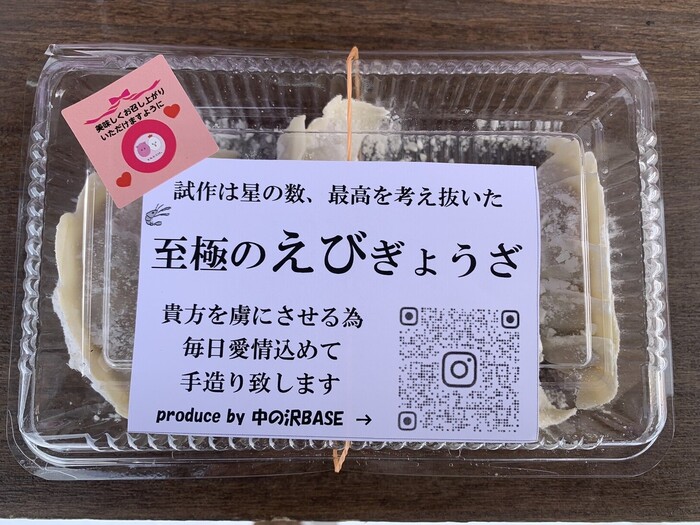 美味しくお召し上がり
いただけますように
試作は星の数、最高を考え抜いた
至極のえびぎょうざ
貴方を虜にさせる為
毎日愛情込めて
手造り致します
produce by 中の沢BASE →